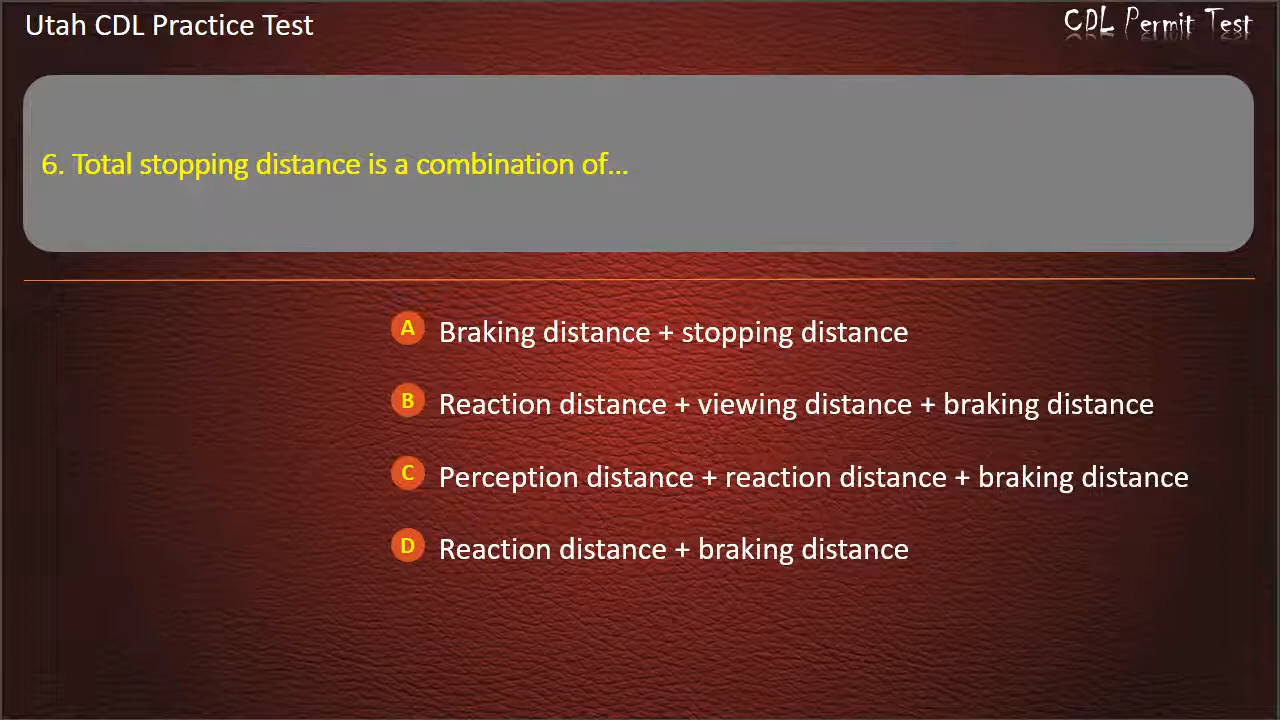 Utah CDL Practice Test
CDL Permit Test
6. Total stopping distance is a combination of...
A Braking distance + stopping distance
B Reaction distance + viewing distance + braking distance
C Perception distance + reaction distance + braking distance
D Reaction distance + braking distance